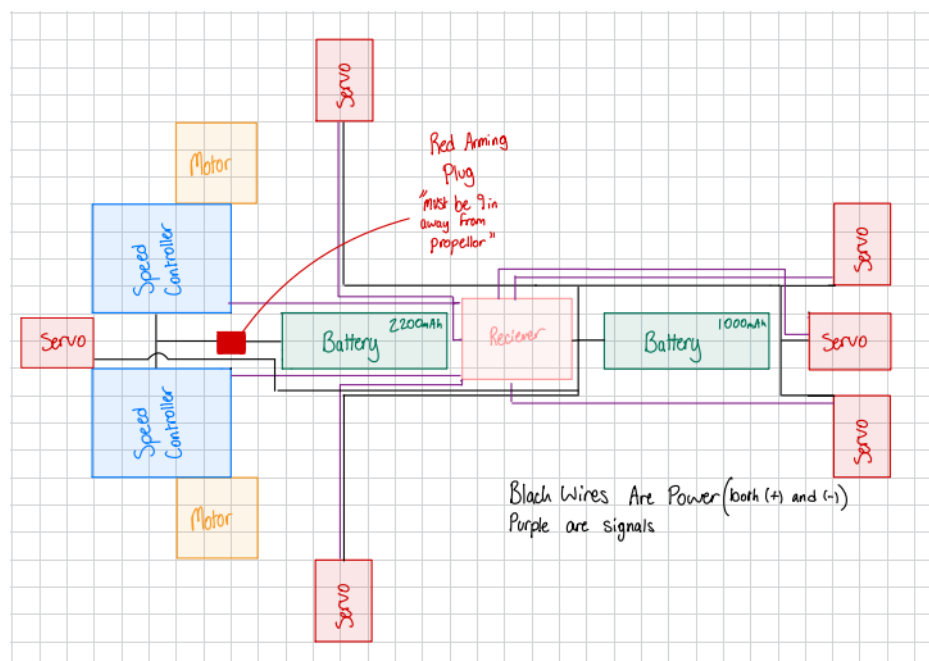 Servo
Red Arming
Plug
"must be 9in
away from
propellor"
Motor
Speed
Controller
Servo
2200mAh
Battery
Reciever
1000mAh
Battery
Servo
Servo
Speed
Controller
Servo
Motor
Servo
Black Wires Are Power (both (+) and (-))
Purple are signals